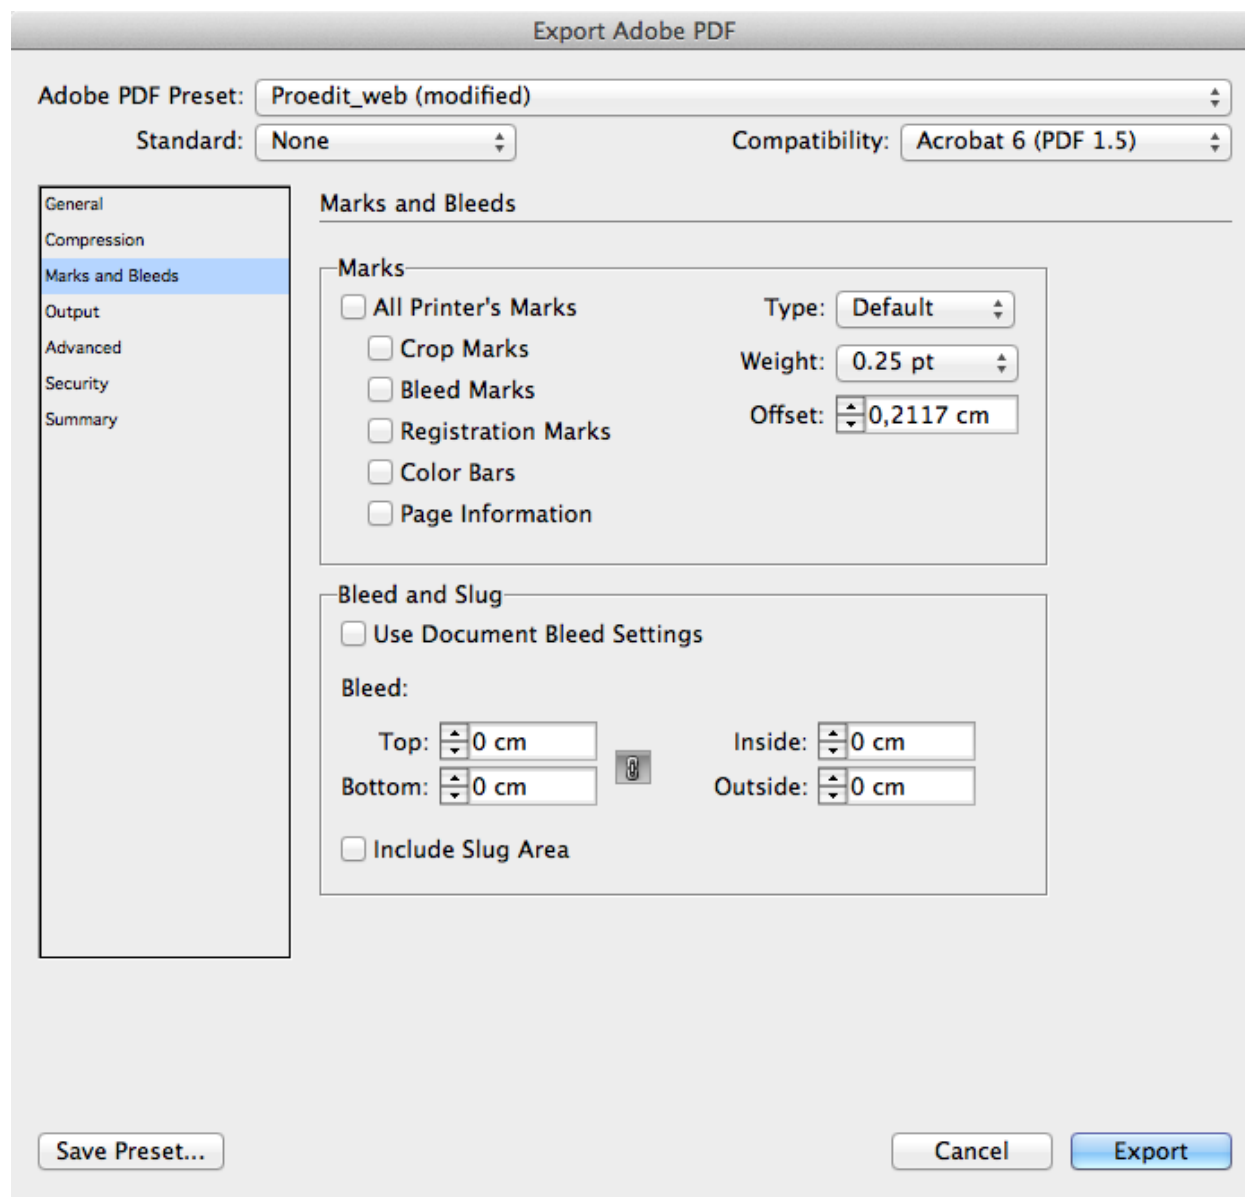 Export Adobe PDF
Adobe PDF Preset: Proedit_web (modified)
Standard: None Compatibility: Acrobat 6 (PDF 1.5)
General
Compression
Marks and Bleeds
Output
Advanced
Security
Summary
Marks and Bleeds
Marks
All Printer's Marks
Crop Marks
Bleed Marks
Registration Marks
Color Bars
Page Information
Type: Default
Weight: 0.25 pt
Offset: 0,2117 cm
Bleed and Slug
Use Document Bleed Settings
Bleed:
Top: 0 cm
Bottom: 0 cm
Inside: 0 cm
Outside: 0 cm
Include Slug Area
Save Preset... Cancel Export